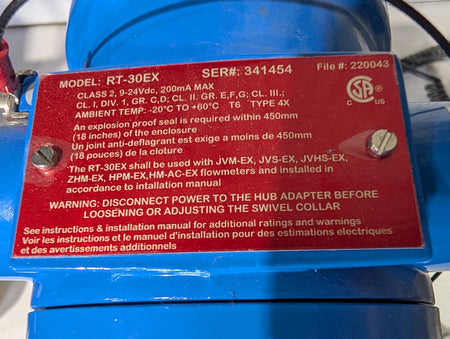 MODEL: RT-30EX SER#: 341454 File #: 220043
CLASS 2, 9-24Vdc, 200mA MAX
CL. I, DIV. 1, GR. C,D; CL. II. GR. E,F,G; CL. III.;
AMBIENT TEMP: -20°C TO +60°C T6 TYPE 4X
C SA US
An explosion proof seal is required within 450mm
(18 inches) of the enclosure
Un joint anti-deflagrant est exige a moins de 450mm
(18 pouces) de la cloture
The RT-30EX shall be used with JVM-EX, JVS-EX, JVHS-EX,
ZHM-EX, HPM-EX,HM-AC-EX flowmeters and installed in
accordance to intallation manual
WARNING: DISCONNECT POWER TO THE HUB ADAPTER BEFORE
LOOSENING OR ADJUSTING THE SWIVEL COLLAR
See instructions & installation manual for additional ratings and warnings
Voir les instructions et le manuel d'installation pour des estimations electriques
et des avertissements additionnels